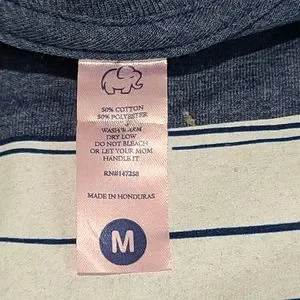 50% COTTON
50% POLYESTER
WASH WARM
DRY LOW
DO NOT BLEACH
OR LET YOUR MOM
HANDLE IT
RN#147258
MADE IN HONDURAS
M